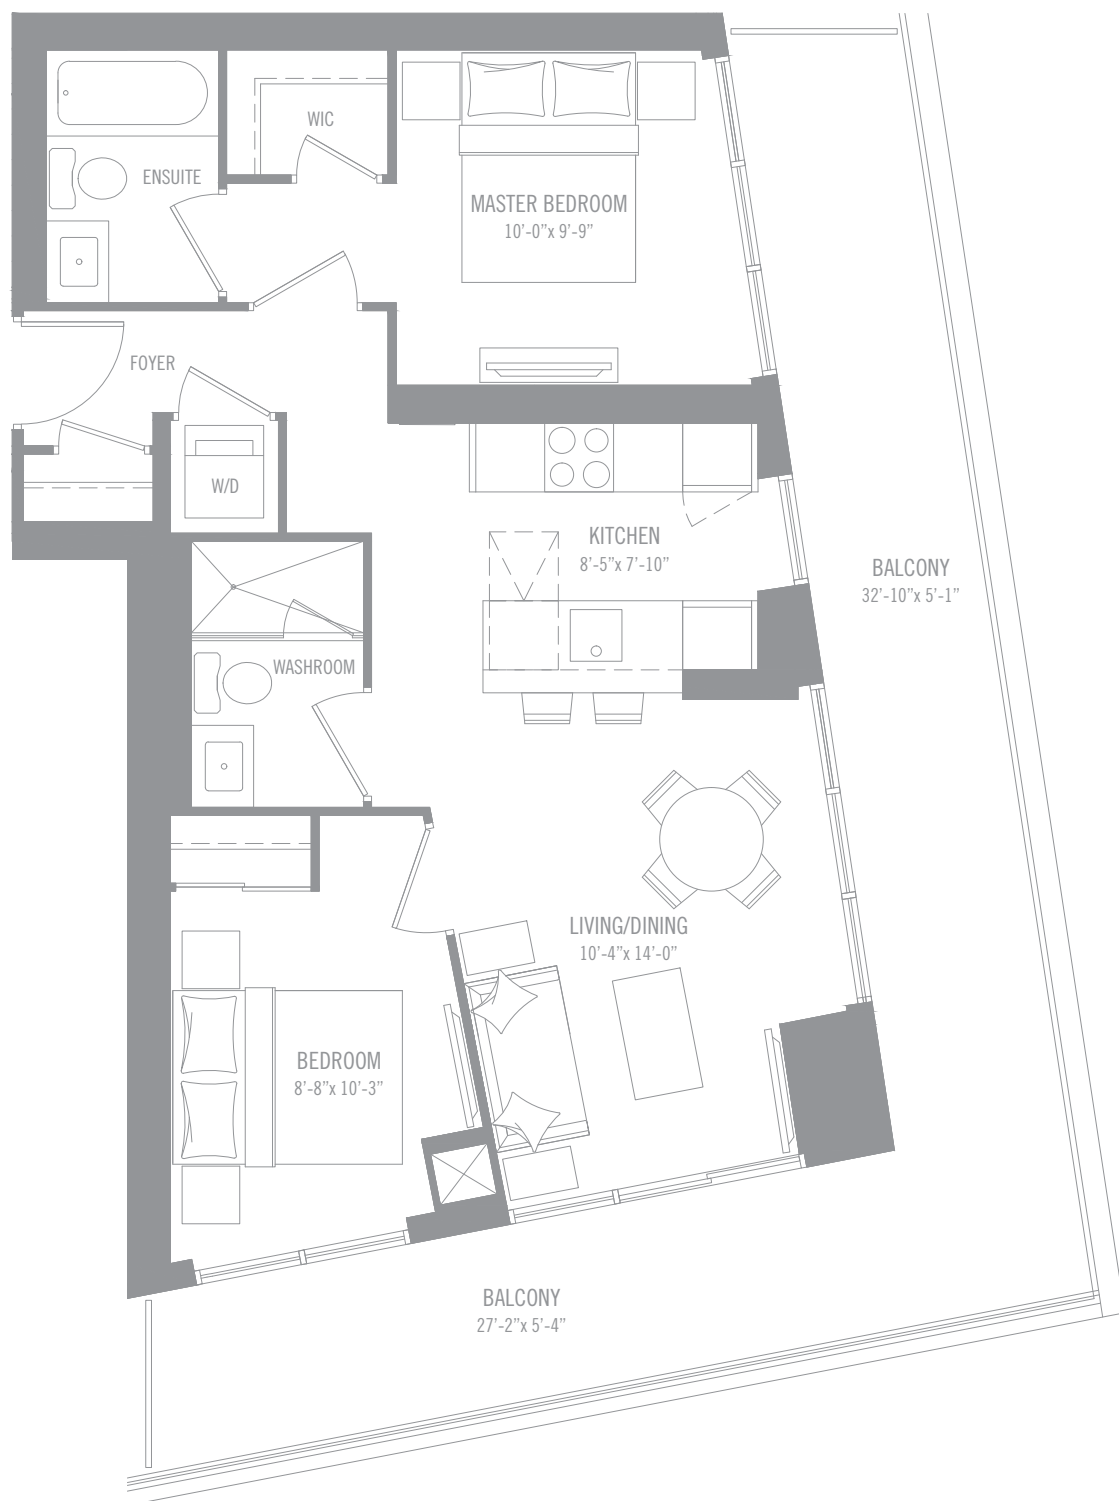 WIC
ENSUITE
MASTER BEDROOM
10'-0”x 9'-9”
FOYER
W/D
KITCHEN
8'-5”x 7'-10”
BALCONY
32'-10”x 5'-1”
WASHROOM
LIVING/DINING
10'-4”x 14'-0”
BEDROOM
8'-8”x 10'-3”
BALCONY
27'-2”x 5'-4”